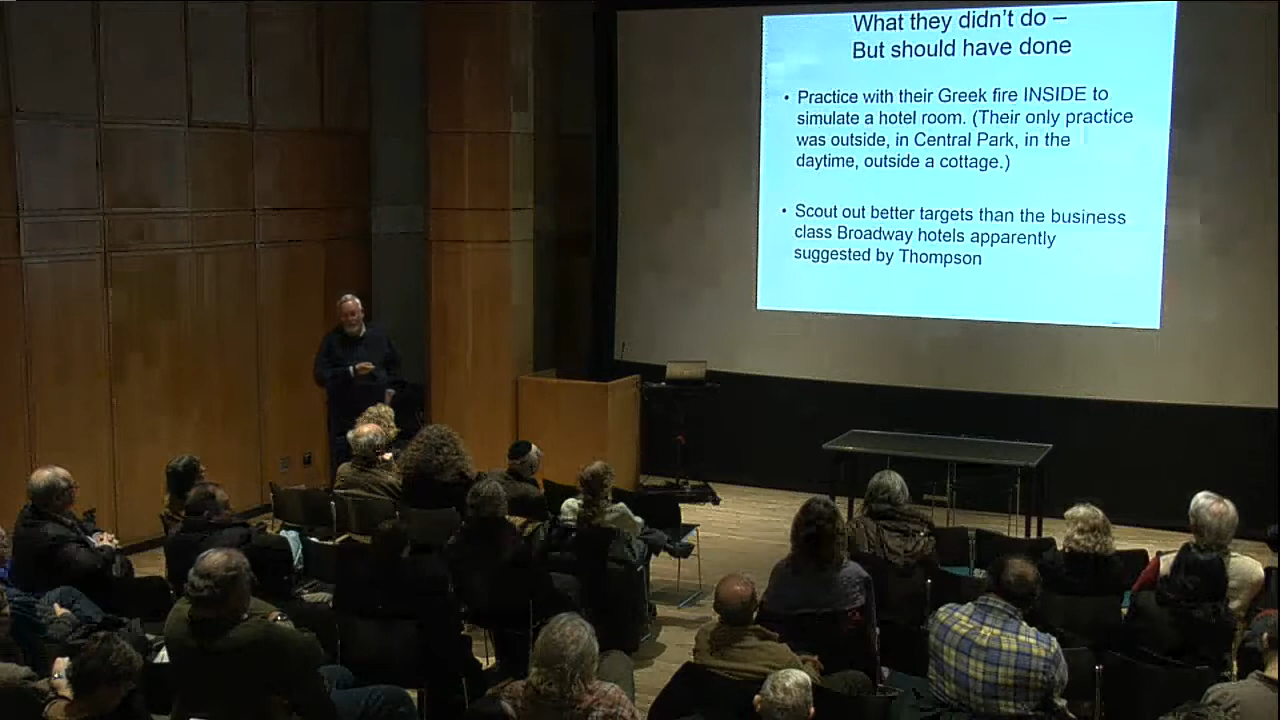 What they didn't do –
But should have done
• Practice with their Greek fire INSIDE to
simulate a hotel room. (Their only practice
was outside, in Central Park, in the
daytime, outside a cottage.)
• Scout out better targets than the business
class Broadway hotels apparently
suggested by Thompson